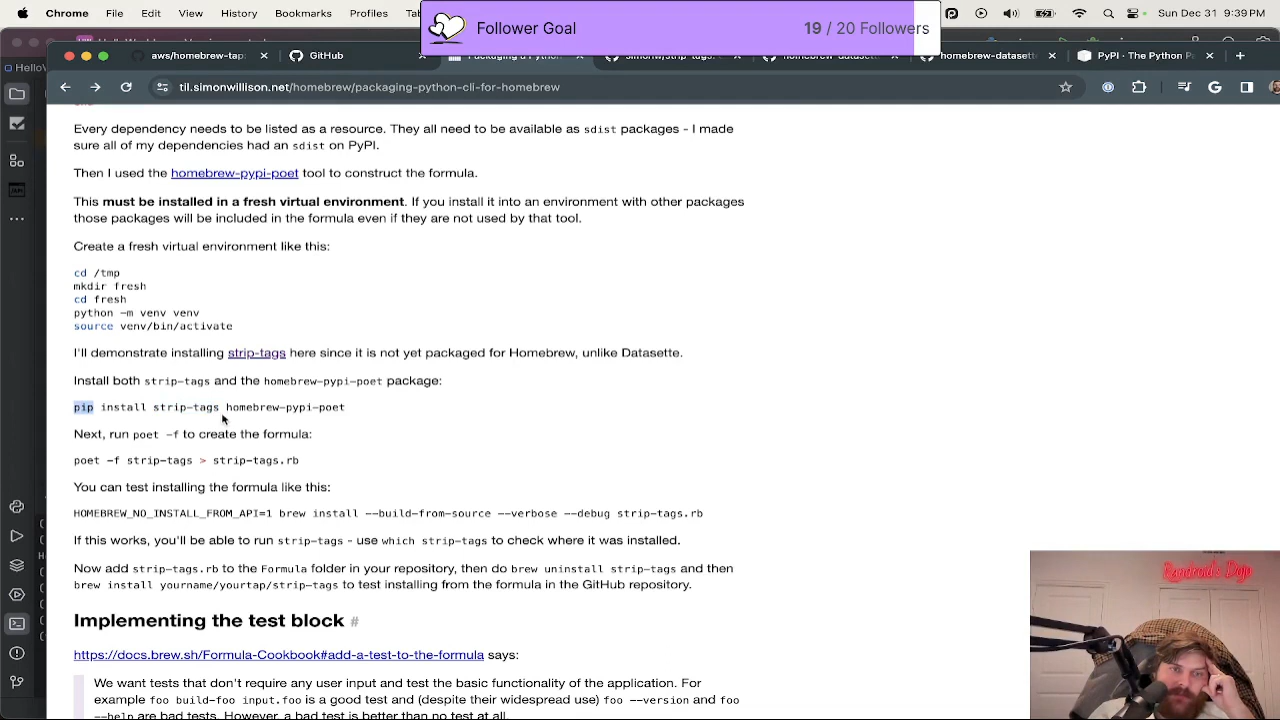 Chrome File Edit View History Bookmarks Profiles
Sun Dec 31 9:39 PM
Follower Goal
19 / 20 Followers
aws/homebrew-tap:
GitHub
Packaging a Python
homebrew-datasett
PyPI - The Python P
til.simonwillison.net/homebrew/packaging-python-cli-for-homebrew
Every dependency needs to be listed as a resource. They all need to be available as sdist packages - I made
sure all of my dependencies had an sdist on PyPI.
Then I used the homebrew-pypi-poet tool to construct the formula.
This must be installed in a fresh virtual environment. If you install it into an environment with other packages
those packages will be included in the formula even if they are not used by that tool.
Create a fresh virtual environment like this:
cd /tmp
mkdir fresh
cd fresh
python -m venv venv
source venv/bin/activate
I'll demonstrate installing strip-tags here since it is not yet packaged for Homebrew, unlike Datasette.
Install both strip-tags and the homebrew-pypi-poet package:
pip install strip-tags homebrew-pypi-poet
Next, run poet -f to create the formula:
poet -f strip-tags > strip-tags.rb
You can test installing the formula like this:
HOMEBREW_NO_INSTALL_FROM_API=1 brew install --build-from-source --verbose --debug strip-tags.rb
If this works, you'll be able to run strip-tags - use which strip-tags to check where it was installed.
Now add strip-tags.rb to the Formula folder in your repository, then do brew uninstall strip-tags and then
brew install yourname/yourtap/strip-tags to test installing from the formula in the GitHub repository.
Implementing the test block #
https://docs.brew.sh/Formula-Cookbook#add-a-test-to-the-formula says:
We want tests that don't require any user input and test the basic functionality of the application. For
example foo build-foo input.foo is a good test and (despite their widespread use) foo --version and foo
--help are bad tests. However, a bad test is better than no test at all.